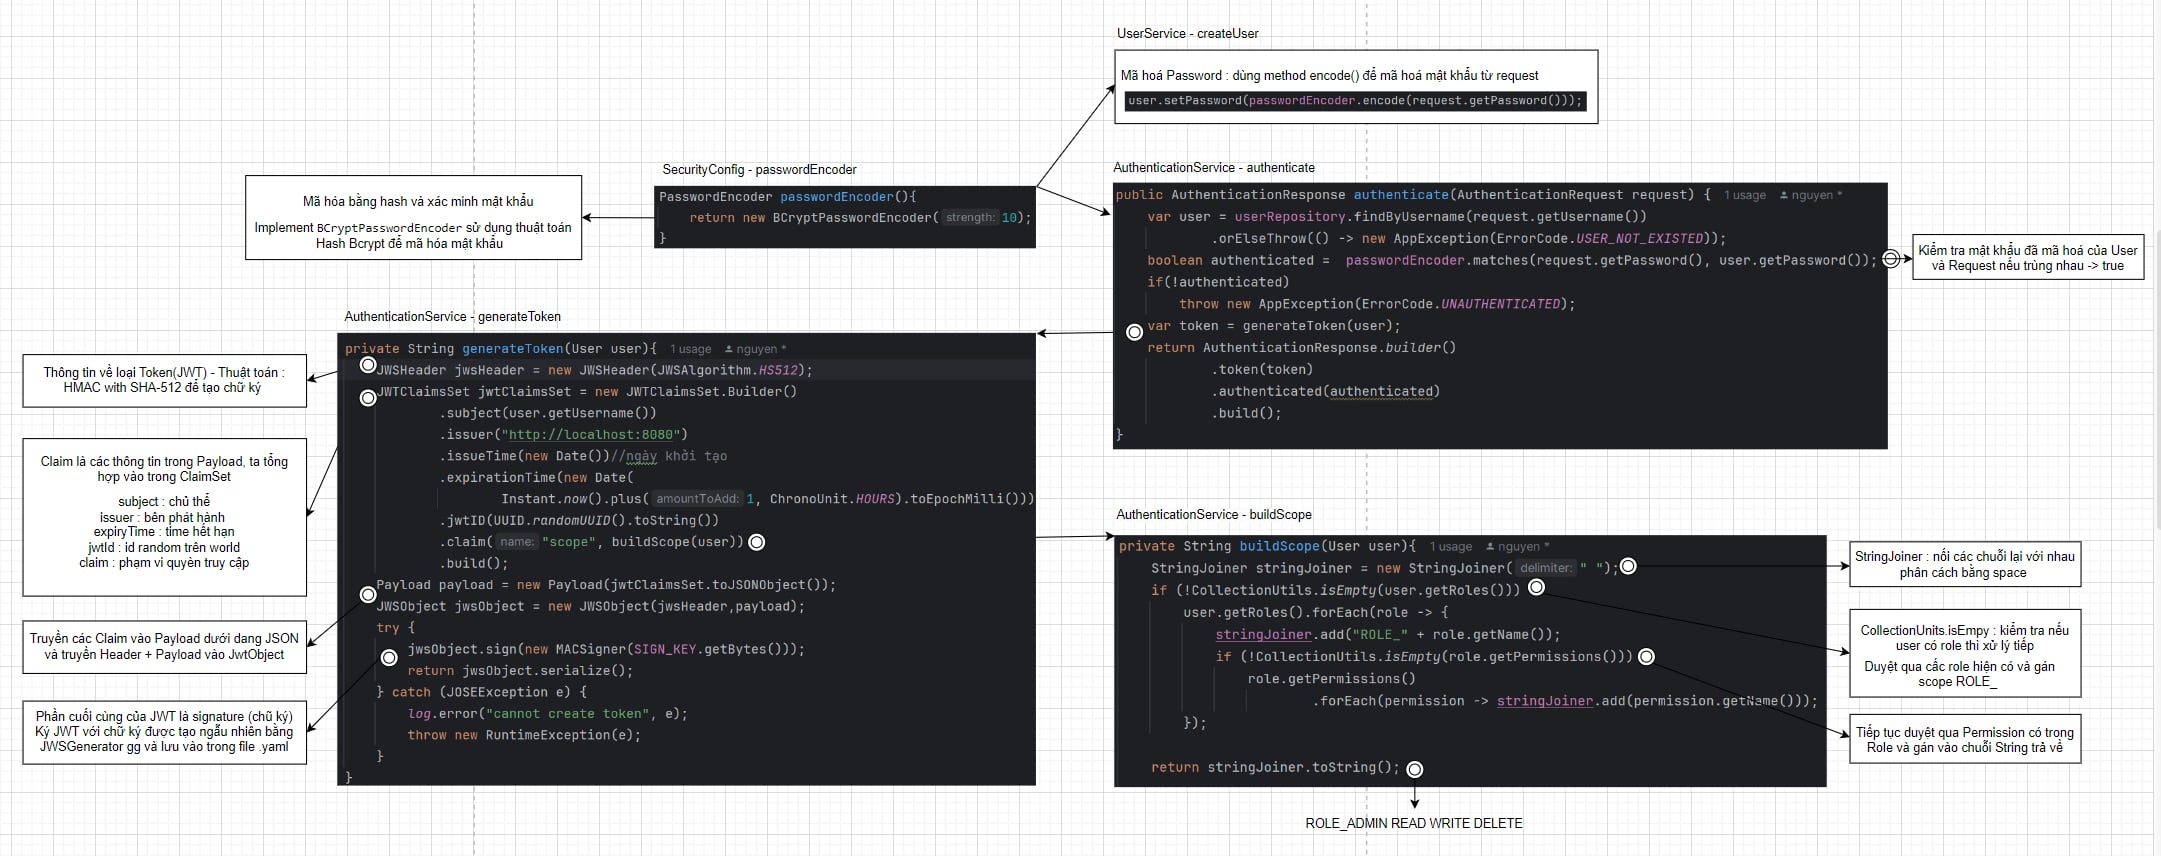 UserService - createUser
Mã hoá Password : dùng method encode() để mã hoá mật khẩu từ request
user.setPassword(passwordEncoder.encode(request.getPassword()));
SecurityConfig - passwordEncoder
PasswordEncoder passwordEncoder(){
return new BCryptPasswordEncoder( strength: 10);
}
Mã hóa bằng hash và xác minh mật khẩu
Implement BCryptPasswordEncoder sử dụng thuật toán
Hash Bcrypt để mã hóa mật khẩu
AuthenticationService - authenticate
public AuthenticationResponse authenticate(AuthenticationRequest request) { 1 usage nguyen *
var user = userRepository.findByUsername(request.getUsername())
.orElseThrow(() -> new AppException(ErrorCode.USER_NOT_EXISTED));
boolean authenticated = passwordEncoder.matches(request.getPassword(), user.getPassword());
if(!authenticated)
throw new AppException(ErrorCode.UNAUTHENTICATED);
var token = generateToken(user);
return AuthenticationResponse.builder()
.token(token)
.authenticated(authenticated)
.build();
}
Kiểm tra mật khẩu đã mã hoá của User
và Request nếu trùng nhau -> true
AuthenticationService - generateToken
private String generateToken(User user){ 1 usage nguyen *
JWSHeader jwsHeader = new JWSHeader(JWSAlgorithm.HS512);
JWTClaimsSet jwtClaimsSet = new JWTClaimsSet.Builder()
.subject(user.getUsername())
.issuer("http://localhost:8080")
.issueTime(new Date())//ngày khởi tạo
.expirationTime(new Date(
Instant.now().plus( amountToAdd: 1, ChronoUnit.HOURS).toEpochMilli()))
.jwtID(UUID.randomUUID().toString())
.claim( name: "scope", buildScope(user))
.build();
Payload payload = new Payload(jwtClaimsSet.toJSONObject());
JWSObject jwsObject = new JWSObject(jwsHeader,payload);
try {
jwsObject.sign(new MACSigner(SIGN_KEY.getBytes()));
return jwsObject.serialize();
} catch (JOSEException e) {
log.error("cannot create token", e);
throw new RuntimeException(e);
}
}
Thông tin về loại Token(JWT) - Thuật toán :
HMAC with SHA-512 để tạo chữ ký
Claim là các thông tin trong Payload, ta tổng
hợp vào trong ClaimSet
subject : chủ thể
issuer : bên phát hành
expiryTime : time hết hạn
jwtId : id random trên world
claim : phạm vi quyền truy cập
Truyền các Claim vào Payload dưới dang JSON
và truyền Header + Payload vào JwtObject
Phần cuối cùng của JWT là signature (chữ ký)
Ký JWT với chữ ký được tạo ngẫu nhiên bằng
JWSGenerator gg và lưu vào trong file .yaml
AuthenticationService - buildScope
private String buildScope(User user){ 1 usage nguyen *
StringJoiner stringJoiner = new StringJoiner( delimiter: " ");
if (!CollectionUtils.isEmpty(user.getRoles()))
user.getRoles().forEach(role -> {
stringJoiner.add("ROLE_" + role.getName());
if (!CollectionUtils.isEmpty(role.getPermissions()))
role.getPermissions()
.forEach(permission -> stringJoiner.add(permission.getName()));
});
return stringJoiner.toString();
StringJoiner : nối các chuỗi lại với nhau
phân cách bằng space
CollectionUnits.isEmpy : kiểm tra nếu
user có role thì xử lý tiếp
Duyệt qua cấc role hiện có và gán
scope ROLE_
Tiếp tục duyệt qua Permission có trong
Role và gán vào chuỗi String trả về
ROLE_ADMIN READ WRITE DELETE